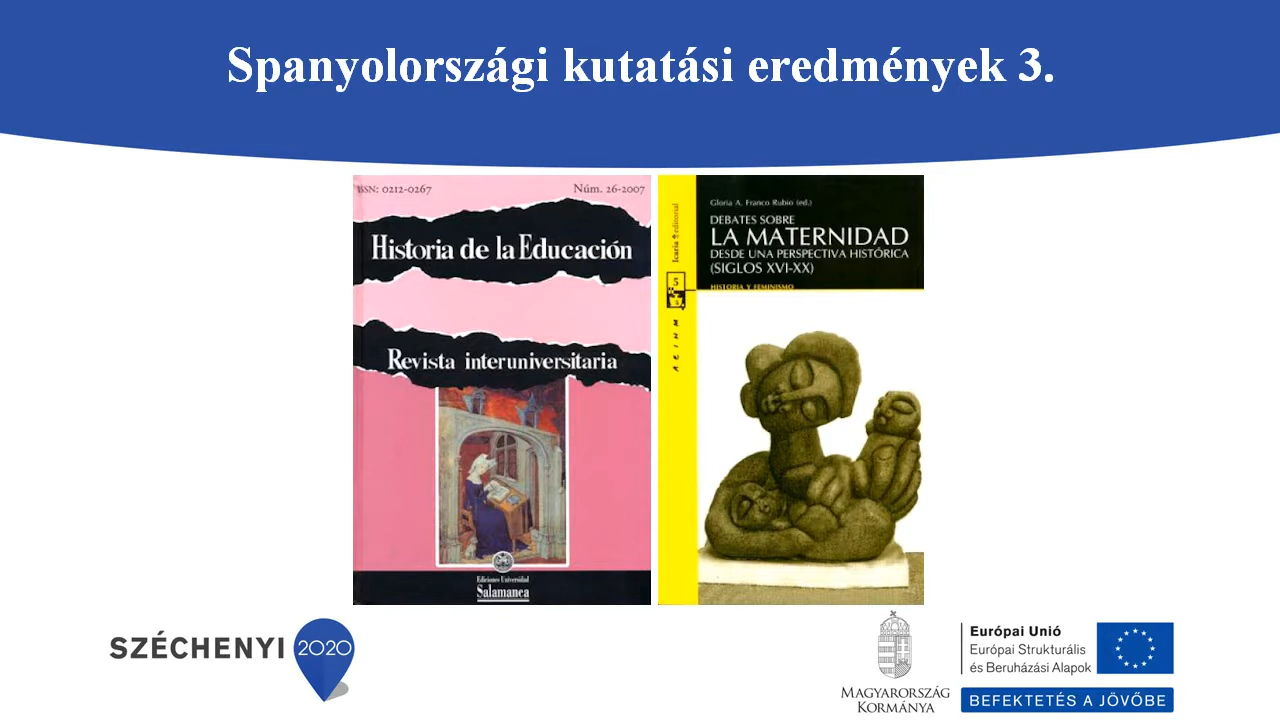 Spanyolországi kutatási eredmények 3.
ISSN: 0212-0267
Núm. 26-2007
Historia de la Educación
Revista interuniversitaria
Ediciones Universidad
Salamanca
Icaria editorial
AEIHM
Gloria A. Franco Rubio (ed.)
DEBATES SOBRE
LA MATERNIDAD
DESDE UNA PERSPECTIVA HISTÓRICA
(SIGLOS XVI-XX)
HISTORIA Y FEMINISMO
SZÉCHENYI 2020
MAGYARORSZÁG
KORMÁNYA
Európai Unió
Európai Strukturális
és Beruházási Alapok
BEFEKTETÉS A JÖVŐBE